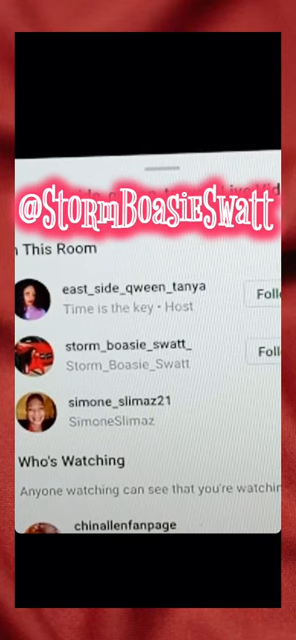 @StormBoasieSwatt
n This Room
east_side_qween_tanya
Time is the key • Host
Foll
storm_boasie_swatt_
Storm_Boasie_Swatt
Foll
simone_slimaz21
SimoneSlimaz
Who's Watching
Anyone watching can see that you're watchin
chinallenfanpage